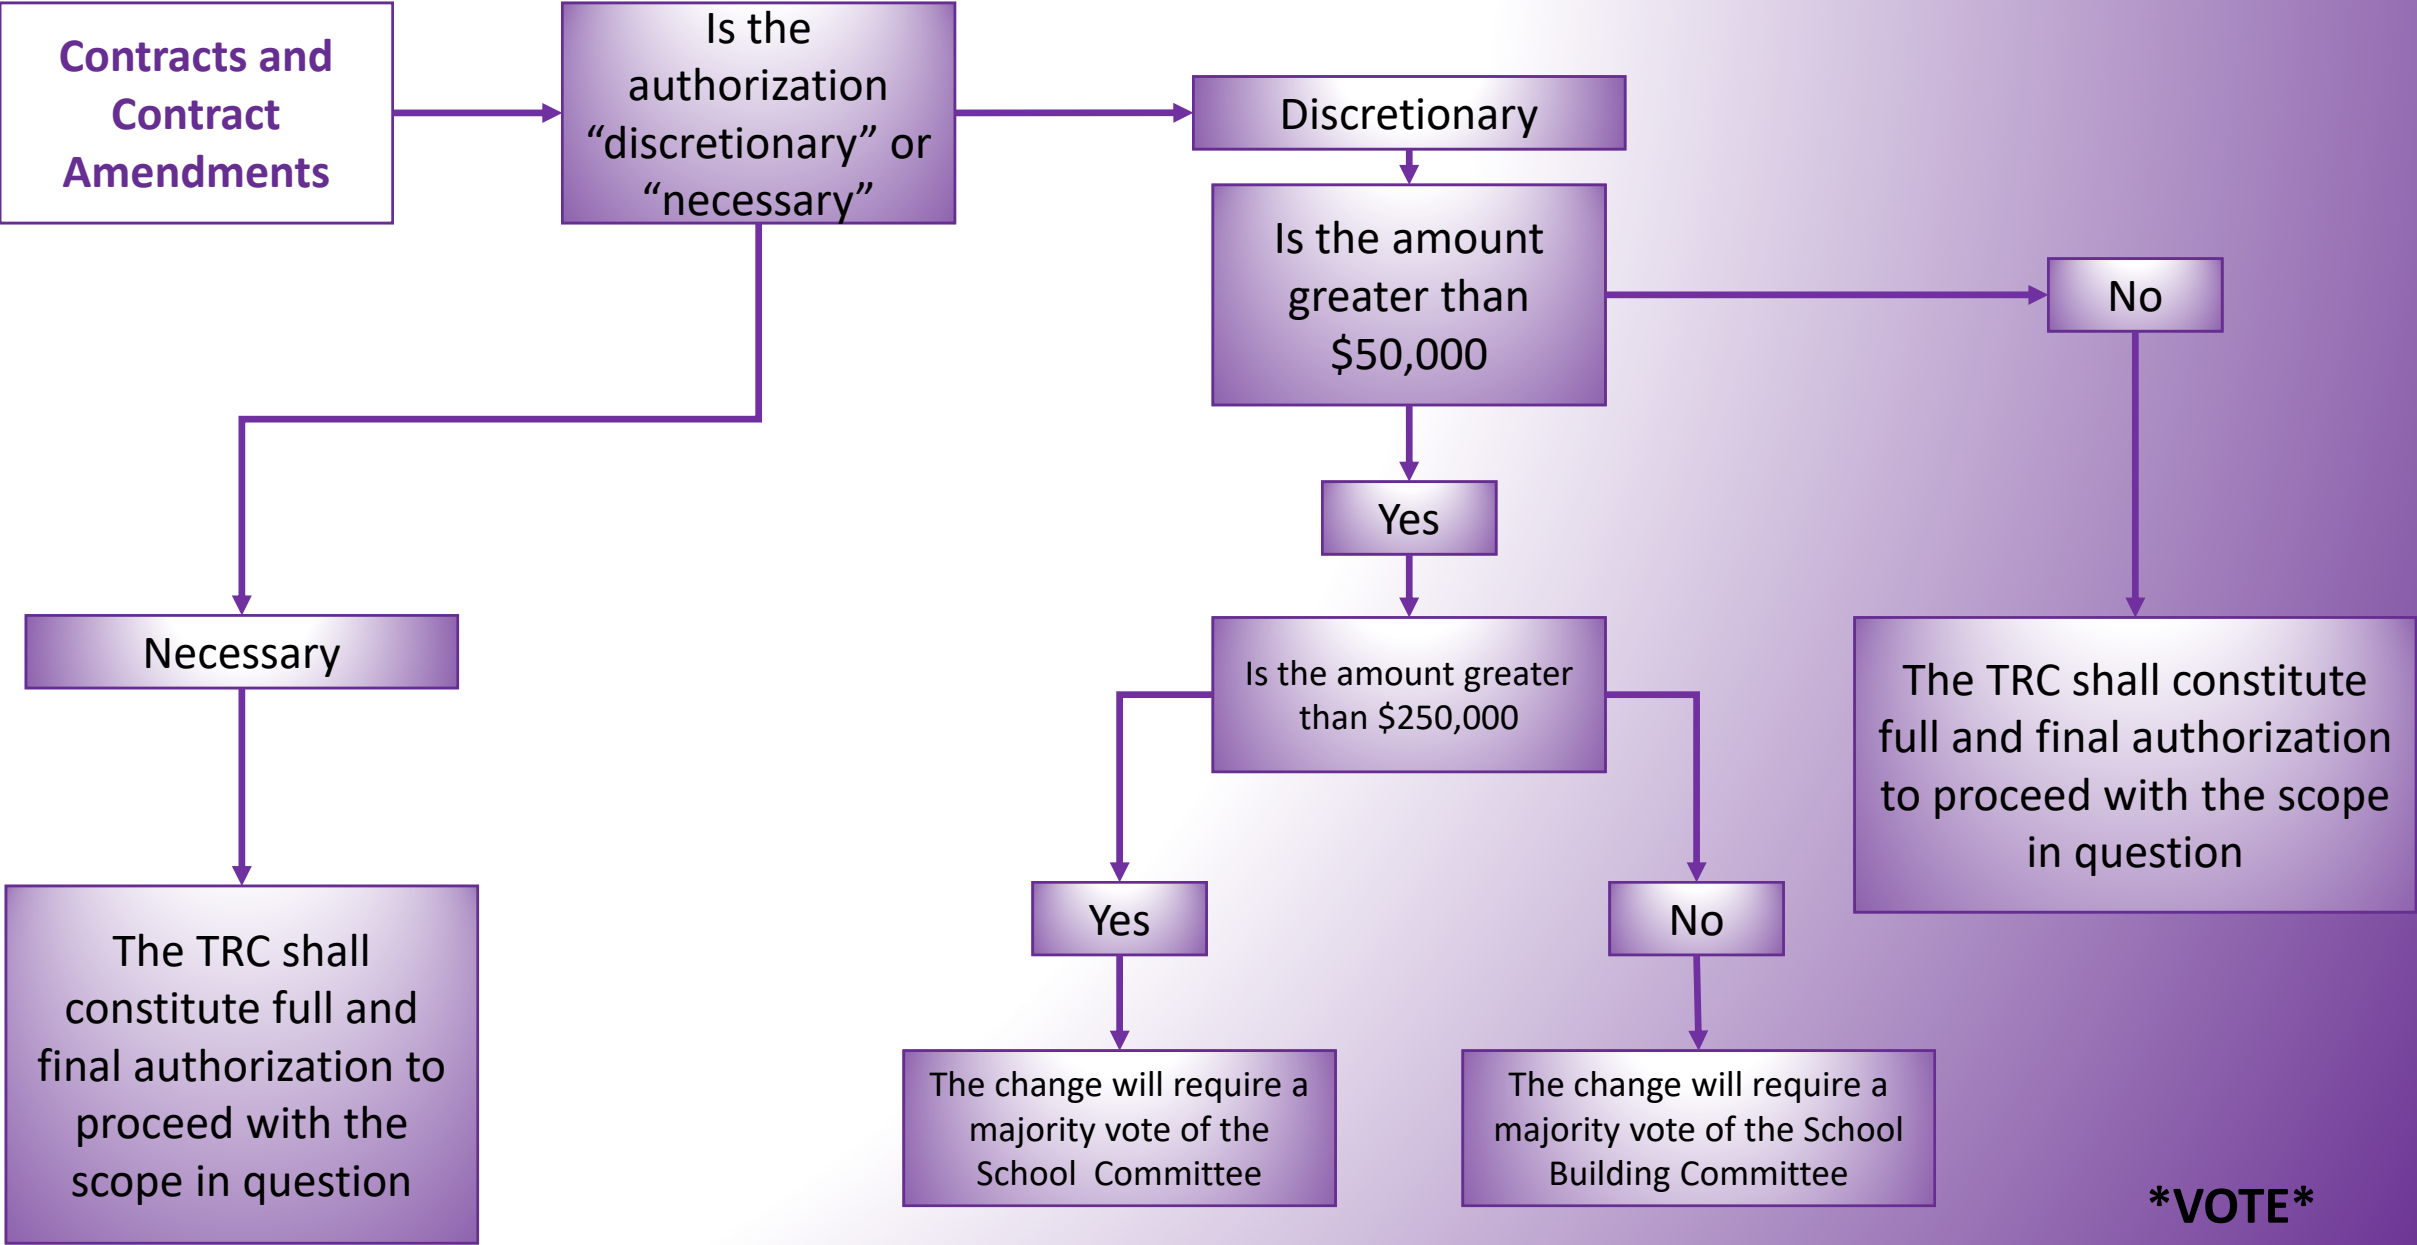 Contracts and
Contract
Amendments
Is the
authorization
“discretionary” or
“necessary”
Discretionary
Is the amount
greater than
$50,000
No
Yes
Necessary
Is the amount greater
than $250,000
The TRC shall constitute
full and final authorization
to proceed with the scope
in question
Yes
No
The TRC shall
constitute full and
final authorization to
proceed with the
scope in question
The change will require a
majority vote of the
School  Committee
The change will require a
majority vote of the School
Building Committee
*VOTE*